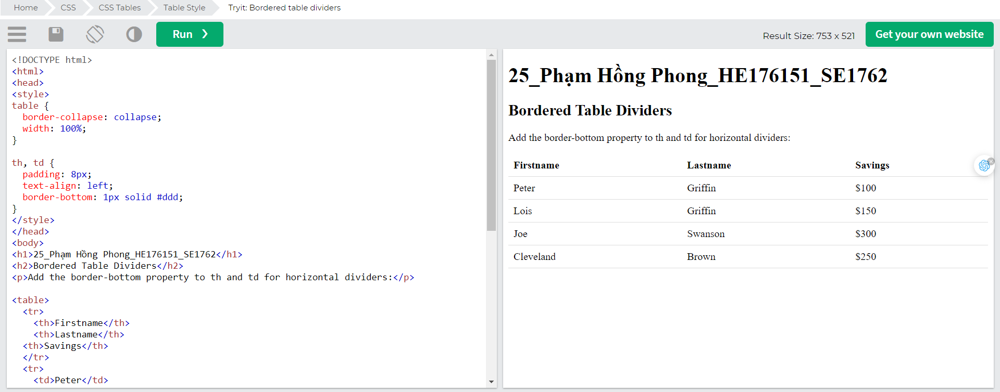 Home CSS CSS Tables Table Style Tryit: Bordered table dividers
Run ❯
Result Size: 753 x 521
Get your own website
<!DOCTYPE html>
<html>
<head>
<style>
table {
  border-collapse: collapse;
  width: 100%;
}

th, td {
  padding: 8px;
  text-align: left;
  border-bottom: 1px solid #ddd;
}
</style>
</head>
<body>
<h1>25_Phạm Hồng Phong_HE176151_SE1762</h1>
<h2>Bordered Table Dividers</h2>
<p>Add the border-bottom property to th and td for horizontal dividers:</p>

<table>
  <tr>
    <th>Firstname</th>
    <th>Lastname</th>
  <th>Savings</th>
  </tr>
  <tr>
    <td>Peter</td>
25_Phạm Hồng Phong_HE176151_SE1762
Bordered Table Dividers
Add the border-bottom property to th and td for horizontal dividers:
Firstname Lastname Savings
Peter Griffin $100
Lois Griffin $150
Joe Swanson $300
Cleveland Brown $250